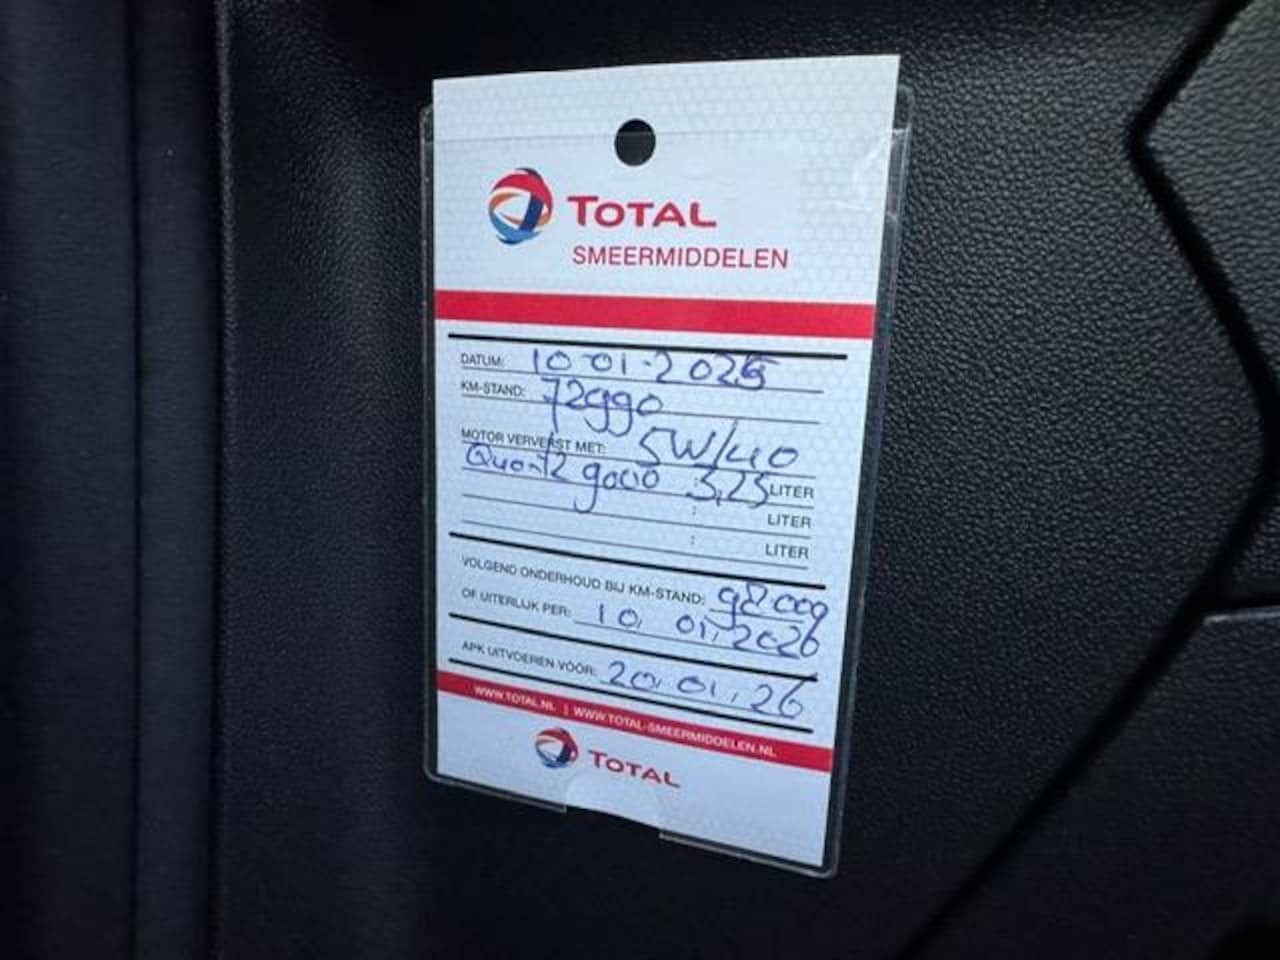 TOTAL
SMEERMIDDELEN
DATUM: 10-01-2025
KM-STAND: 72990
MOTOR VERVERST MET: 5W/40
Quartz 9000 : 3,25 LITER
: LITER
: LITER
VOLGEND ONDERHOUD BIJ KM-STAND: 98000
OF UITERLIJK PER: 10, 01, 2026
APK UITVOEREN VÓÓR: 20, 01, 26
WWW.TOTAL.NL | WWW.TOTAL-SMEERMIDDELEN.NL
TOTAL